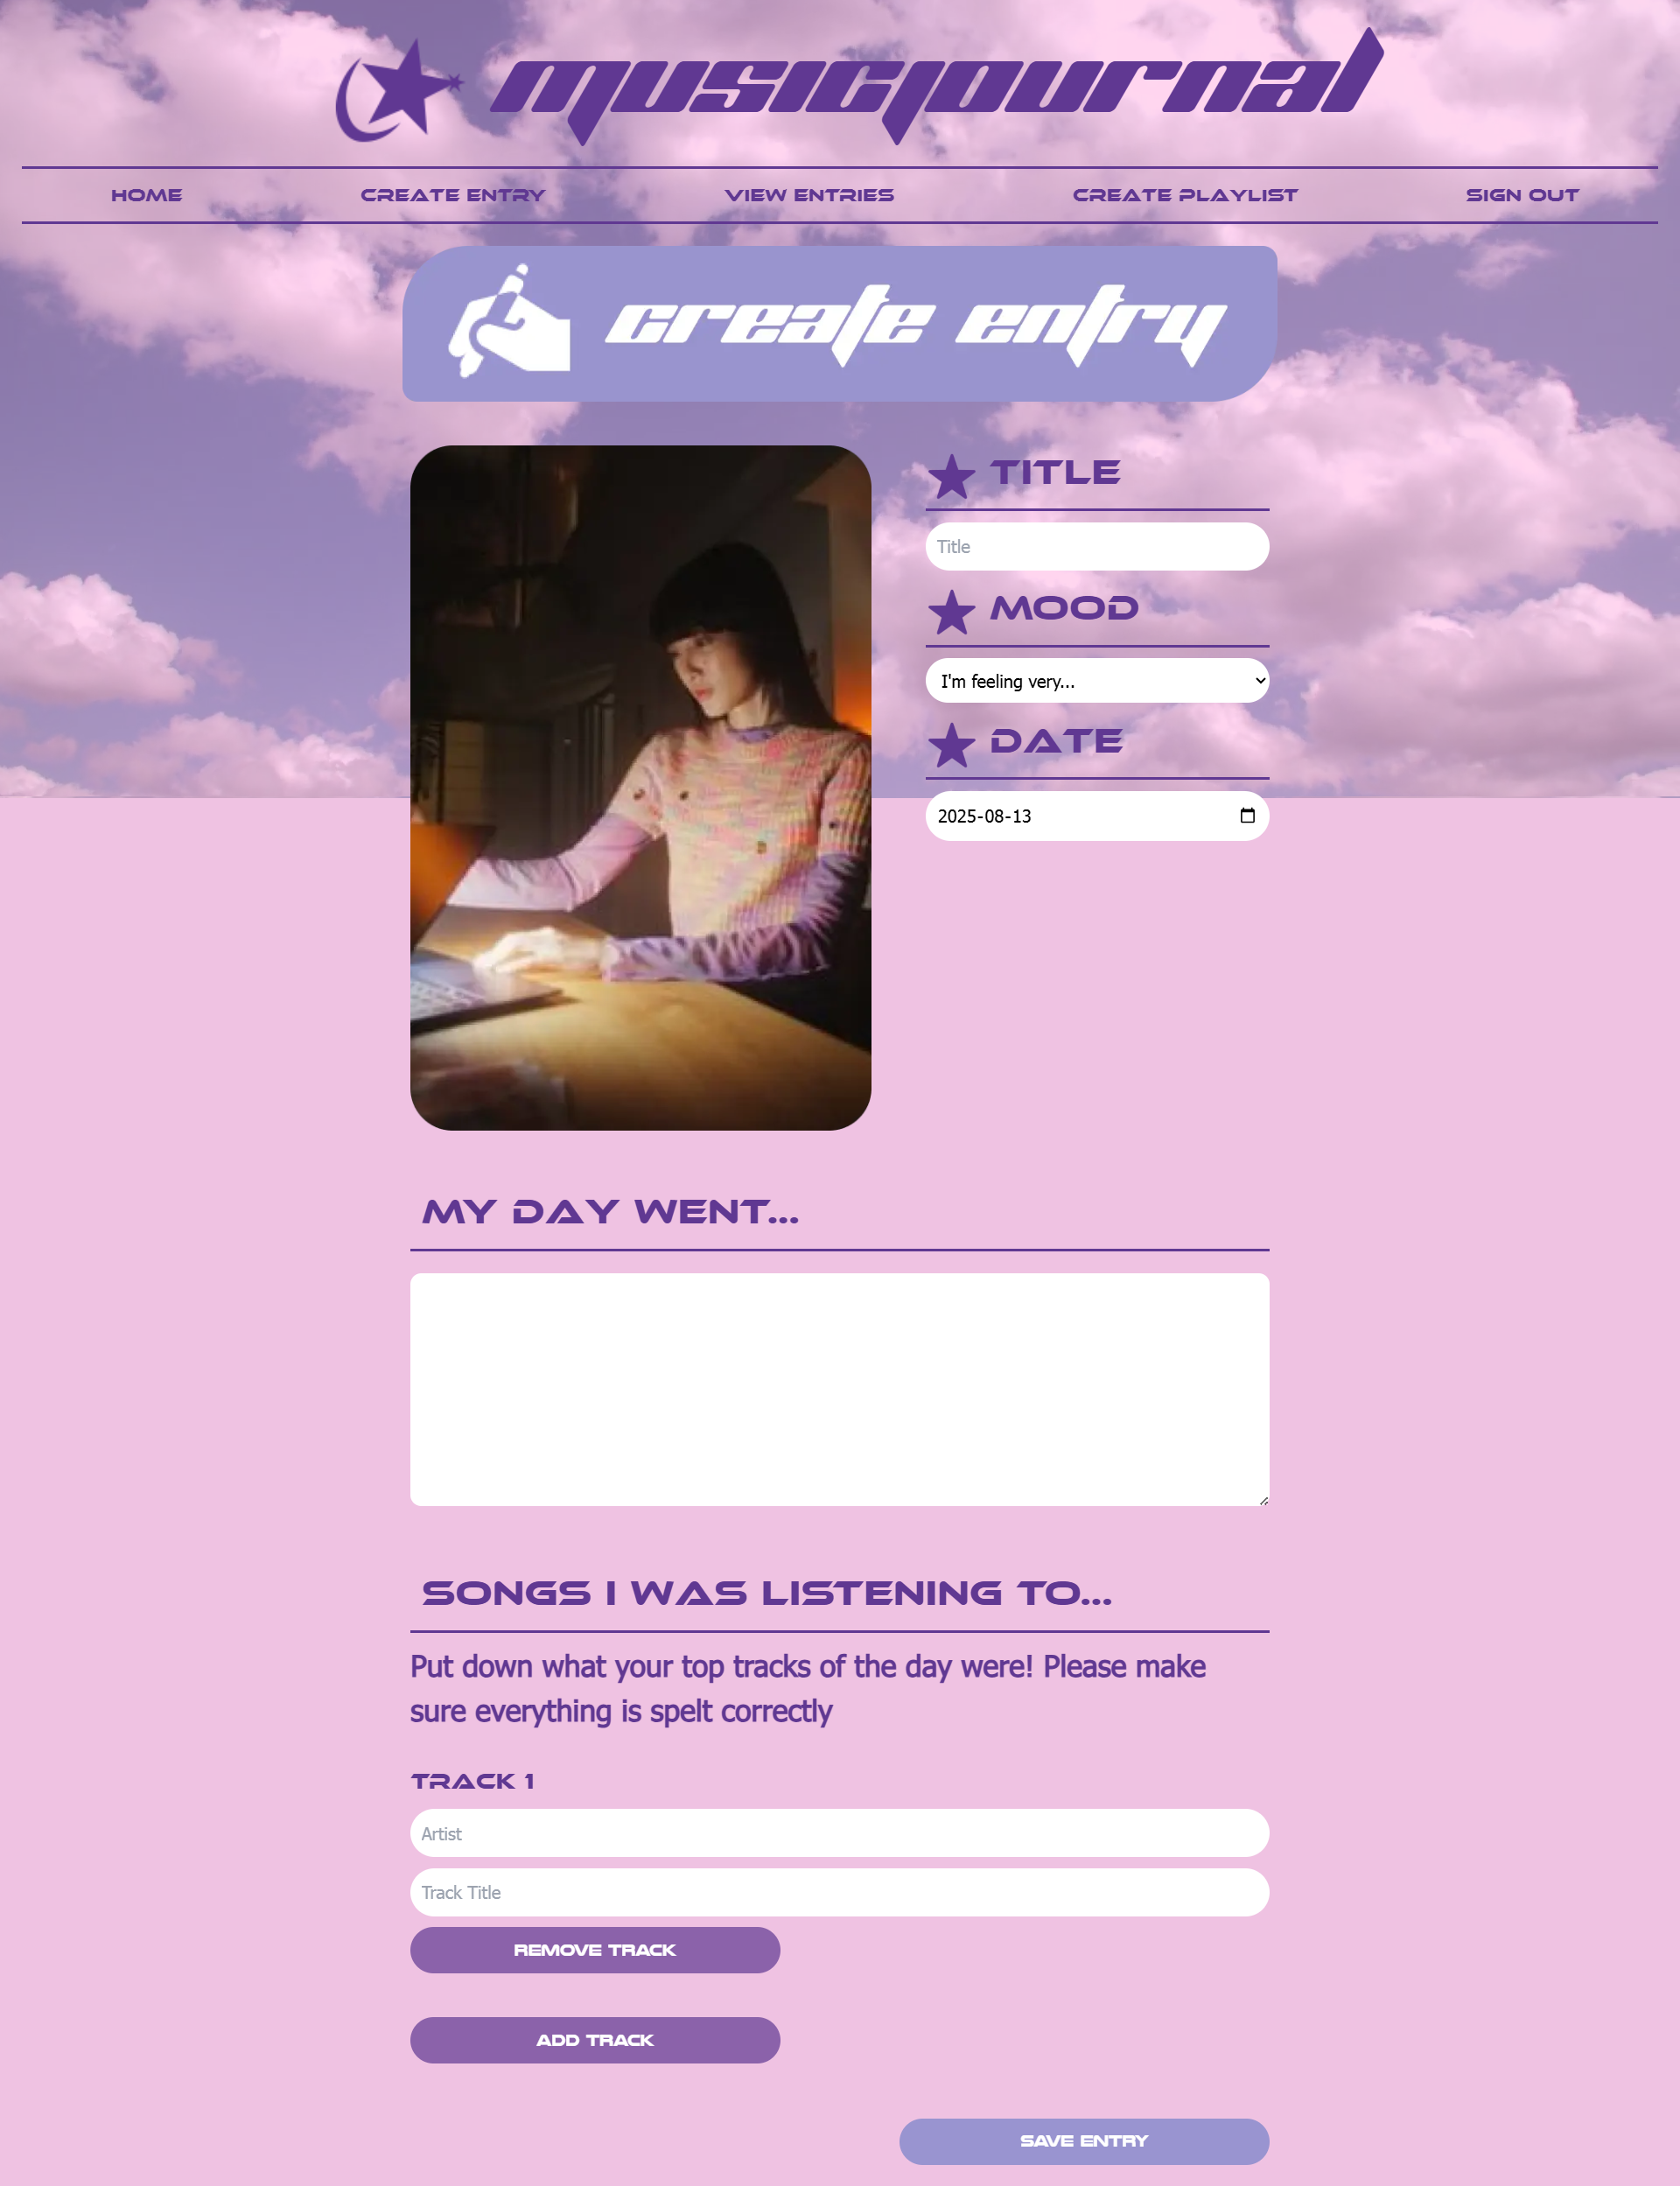 musicjournal
HOME CREATE ENTRY VIEW ENTRIES CREATE PLAYLIST SIGN OUT
create entry
TITLE
Title
MOOD
I'm feeling very...
DATE
2025-08-13
MY DAY WENT...
SONGS I WAS LISTENING TO...
Put down what your top tracks of the day were! Please make
sure everything is spelt correctly
TRACK 1
Artist
Track Title
REMOVE TRACK
ADD TRACK
SAVE ENTRY